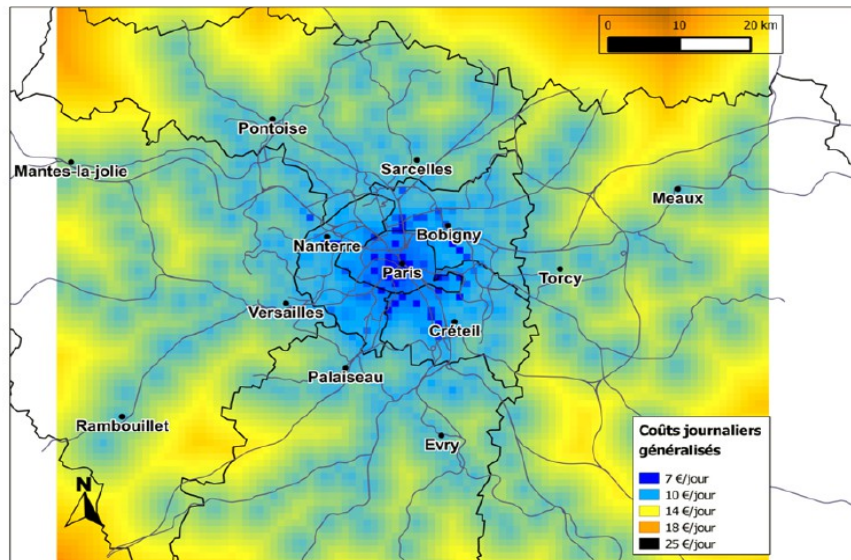 0 10 20 km
Pontoise
Sarcelles
Mantes-la-jolie
Meaux
Nanterre
Bobigny
Paris
Torcy
Versailles
Créteil
Palaiseau
Rambouillet
Evry
N
Coûts journaliers
généralisés
7 €/jour
10 €/jour
14 €/jour
18 €/jour
25 €/jour